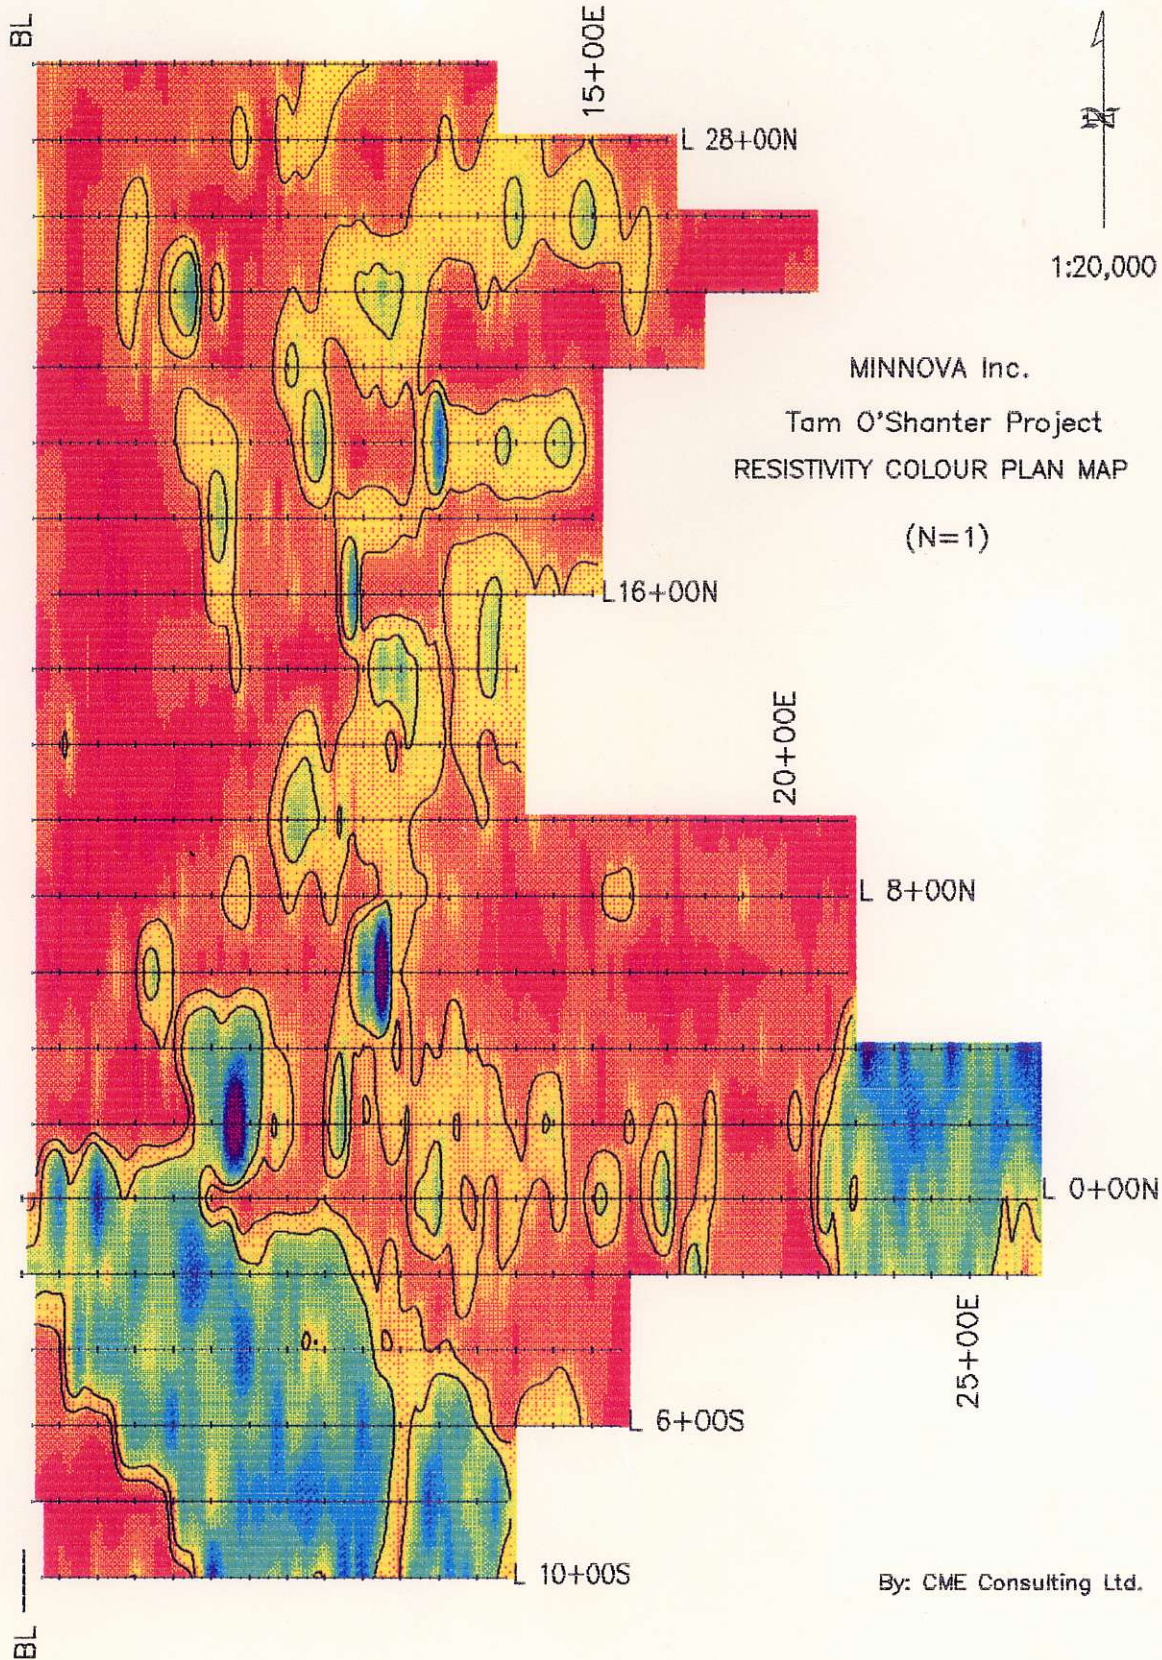 BL
15+00E
L 28+00N
N
1:20,000
MINNOVA Inc.
Tam O'Shanter Project
RESISTIVITY COLOUR PLAN MAP
(N=1)
L16+00N
20+00E
L 8+00N
L 0+00N
25+00E
L 6+00S
L 10+00S
By: CME Consulting Ltd.
BL